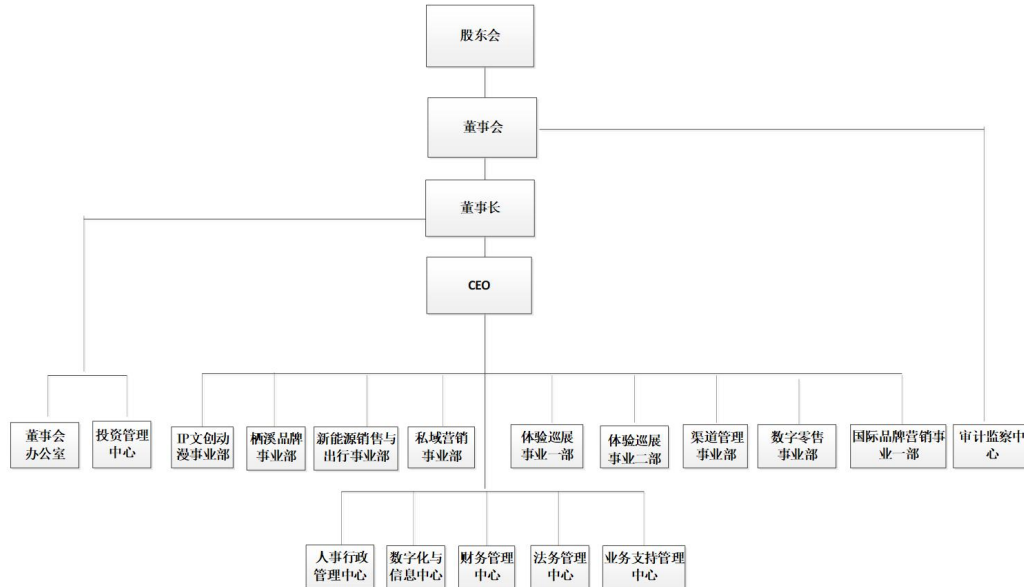 股东会
董事会
董事长
CEO
董事会
办公室
投资管理
中心
IP文创动
漫事业部
栖溪品牌
事业部
新能源销售与
出行事业部
私域营销
事业部
体验巡展
事业一部
体验巡展
事业二部
渠道管理
事业部
数字零售
事业部
国际品牌营销事
业一部
审计监察中
心
人事行政
管理中心
数字化与
信息中心
财务管理
中心
法务管理
中心
业务支持管理
中心